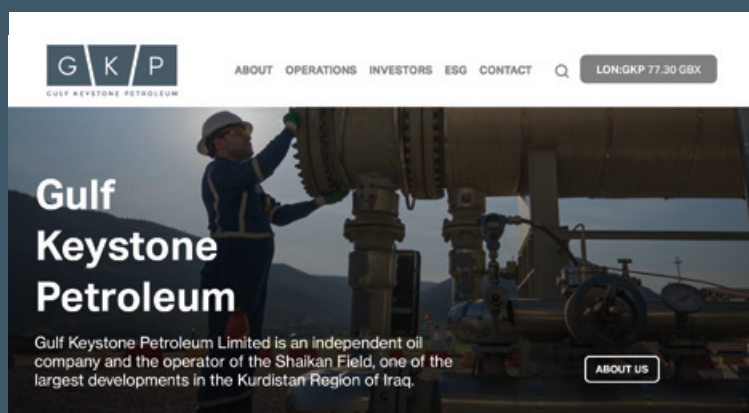 G K P
GULF KEYSTONE PETROLEUM
ABOUT OPERATIONS INVESTORS ESG CONTACT
LON:GKP 77.30 GBX
Gulf
Keystone
Petroleum
Gulf Keystone Petroleum Limited is an independent oil
company and the operator of the Shaikan Field, one of the
largest developments in the Kurdistan Region of Iraq.
ABOUT US